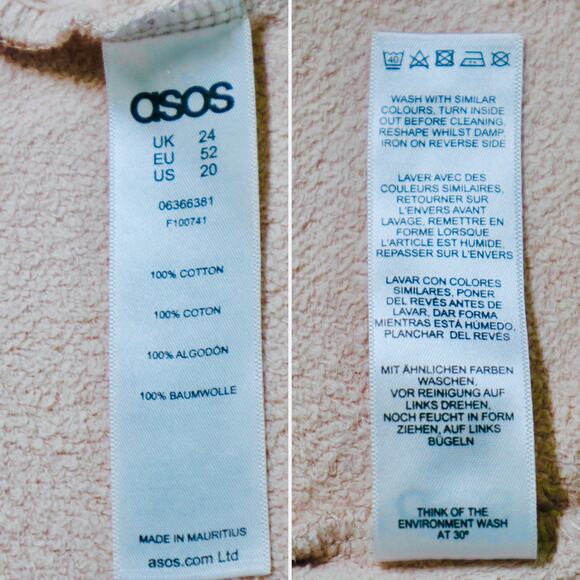 asos
UK 24
EU 52
US 20
06366381
F100741
100% COTTON
100% COTON
100% ALGODÓN
100% BAUMWOLLE
MADE IN MAURITIUS
asos.com Ltd
40
WASH WITH SIMILAR
COLOURS, TURN INSIDE
OUT BEFORE CLEANING,
RESHAPE WHILST DAMP,
IRON ON REVERSE SIDE
LAVER AVEC DES
COULEURS SIMILAIRES,
RETOURNER SUR
L'ENVERS AVANT
LAVAGE, REMETTRE EN
FORME LORSQUE
L'ARTICLE EST HUMIDE,
REPASSER SUR L'ENVERS
LAVAR CON COLORES
SIMILARES, PONER
DEL REVÉS ANTES DE
LAVAR, DAR FORMA
MIENTRAS ESTÁ HÚMEDO,
PLANCHAR DEL REVÉS
MIT ÄHNLICHEN FARBEN
WASCHEN,
VOR REINIGUNG AUF
LINKS DREHEN,
NOCH FEUCHT IN FORM
ZIEHEN, AUF LINKS
BÜGELN
THINK OF THE
ENVIRONMENT WASH
AT 30°